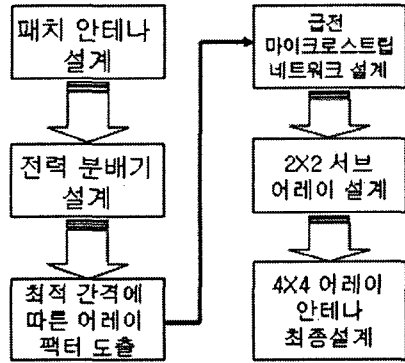 패치 안테나
설계
전력 분배기
설계
최적 간격에
따른 어레이
팩터 도출
급전
마이크로스트립
네트워크 설계
2X2 서브
어레이 설계
4X4 어레이
안테나
최종설계